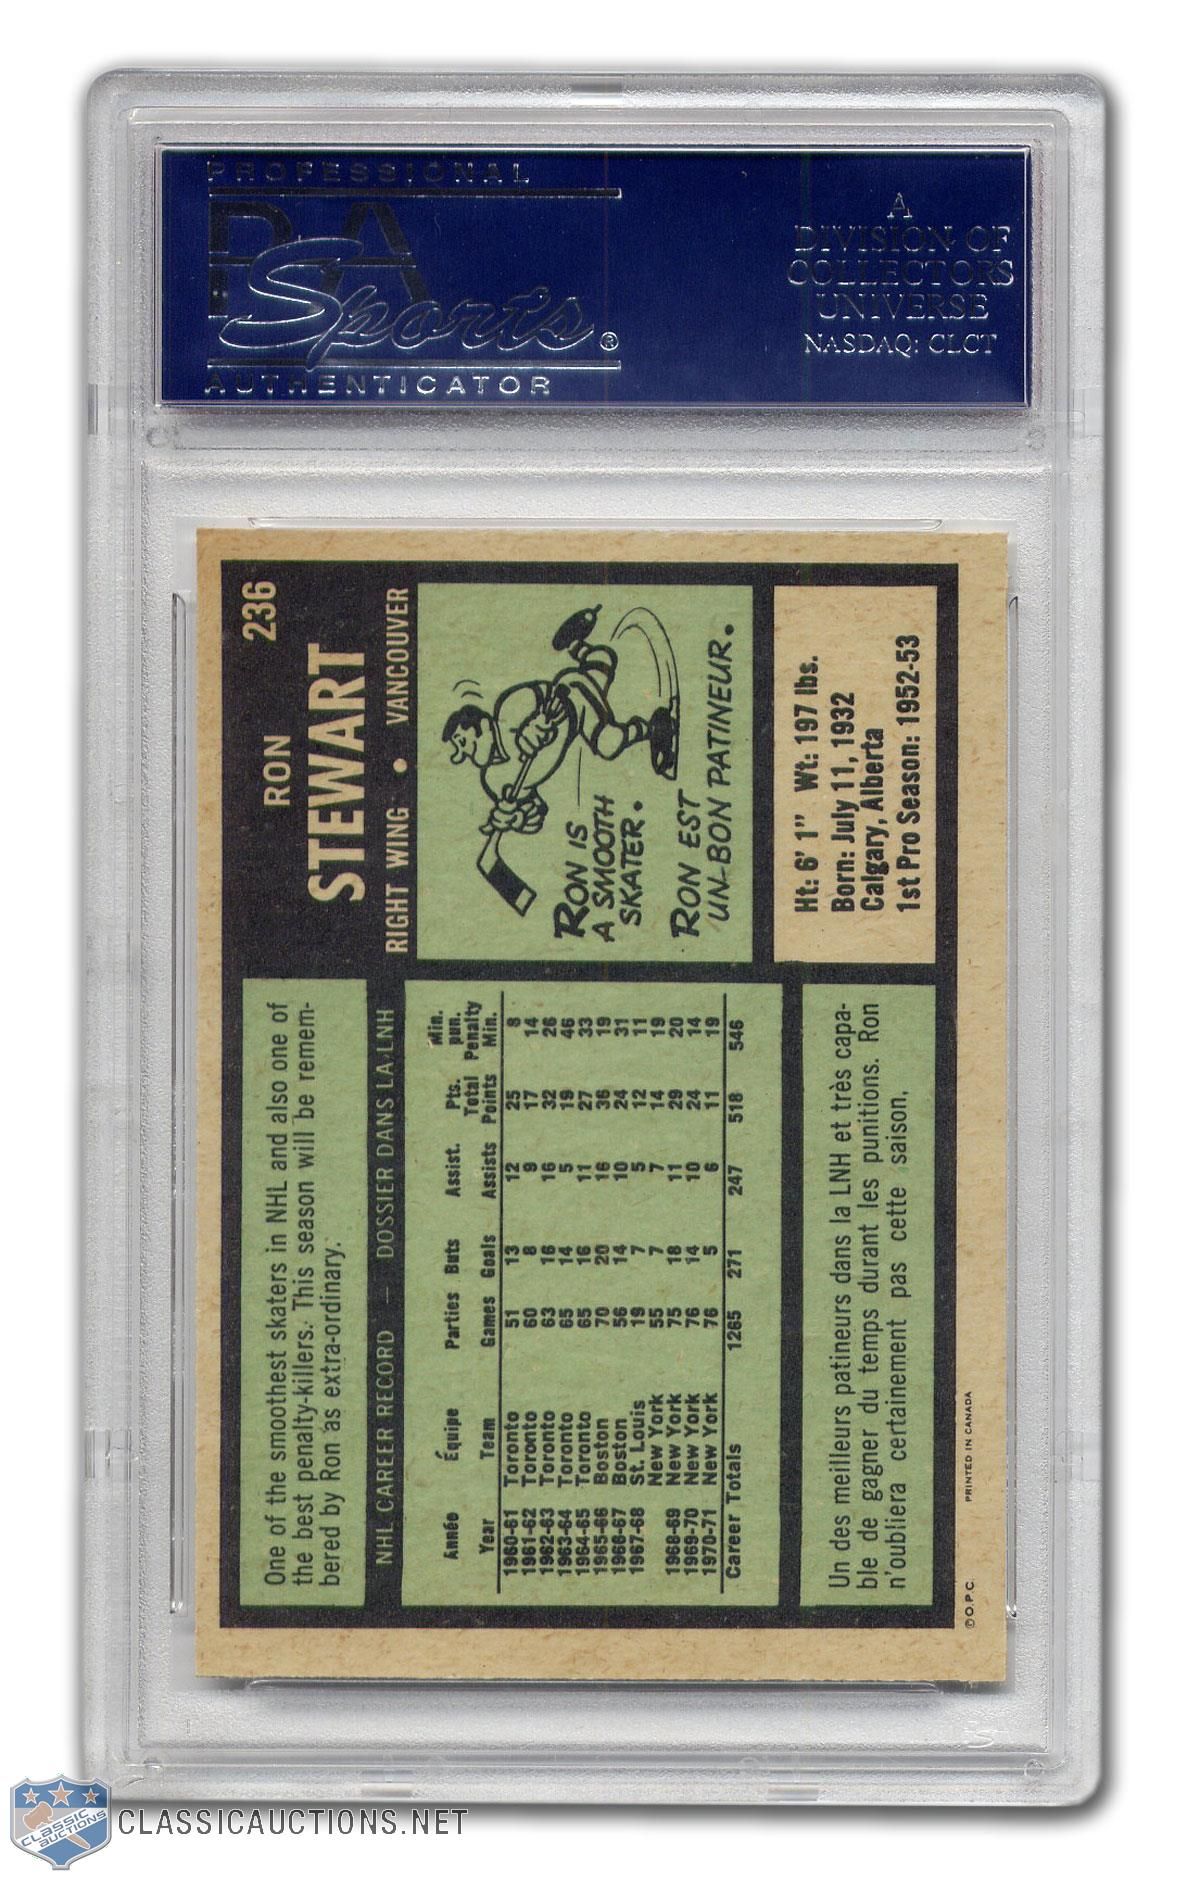 PROFESSIONAL
PSA
Sports®
AUTHENTICATOR
A
DIVISION OF
COLLECTORS
UNIVERSE
NASDAQ: CLCT
236
RON
STEWART
RIGHT WING • VANCOUVER
One of the smoothest skaters in NHL and also one of
the best penalty-killers. This season will be remem-
bered by Ron as extra-ordinary.
NHL CAREER RECORD — DOSSIER DANS LA LNH
Min.
Année Équipe Parties Buts Assist. Pts. pun.
Total Penalty
Year Team Games Goals Assists Points Min.
1960-61 Toronto 51 13 12 25 8
1961-62 Toronto 60 8 9 17 14
1962-63 Toronto 63 16 16 32 26
1963-64 Toronto 65 14 5 19 46
1964-65 Toronto 65 16 11 27 33
1965-66 Boston 70 20 16 36 19
1966-67 Boston 56 14 10 24 31
1967-68 St. Louis 19 7 5 12 11
New York 55 7 7 14 19
1968-69 New York 75 18 11 29 20
1969-70 New York 76 14 10 24 14
1970-71 New York 76 5 6 11 19
Career Totals 1265 271 247 518 546
RON IS
A SMOOTH
SKATER.
RON EST
UN BON PATINEUR.
Ht: 6' 1" Wt: 197 lbs.
Born: July 11, 1932
Calgary, Alberta
1st Pro Season: 1952-53
Un des meilleurs patineurs dans la LNH et très capa-
ble de gagner du temps durant les punitions. Ron
n'oubliera certainement pas cette saison,
©O.P.C. PRINTED IN CANADA
CLASSIC
AUCTIONS
CLASSICAUCTIONS.NET